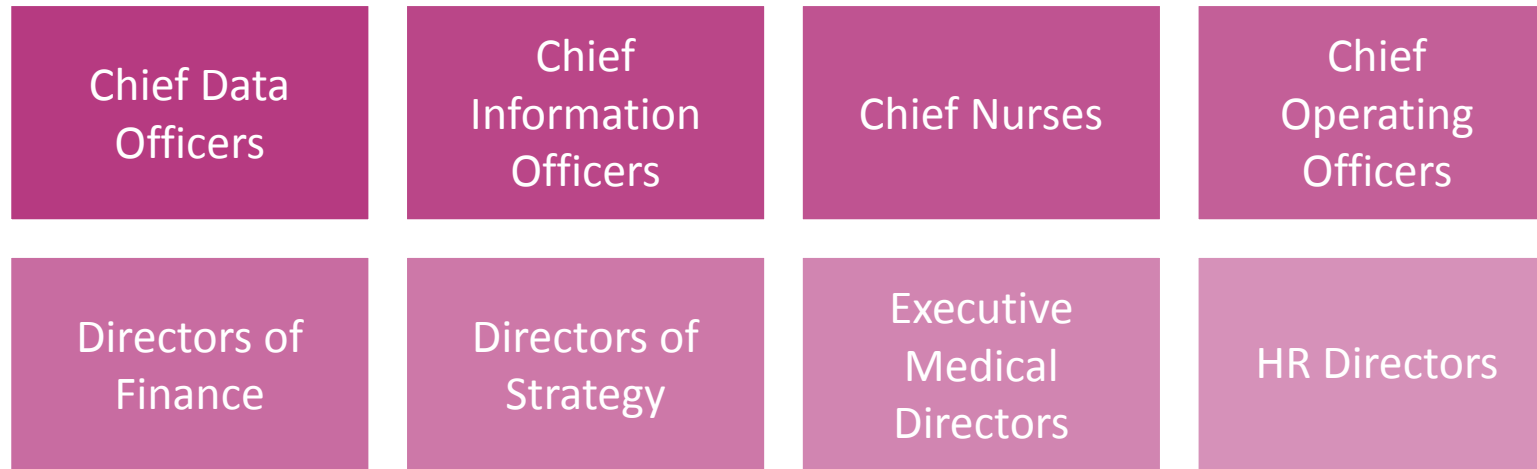 Chief Data
Officers
Chief
Information
Officers
Chief Nurses
Chief
Operating
Officers
Directors of
Finance
Directors of
Strategy
Executive
Medical
Directors
HR Directors